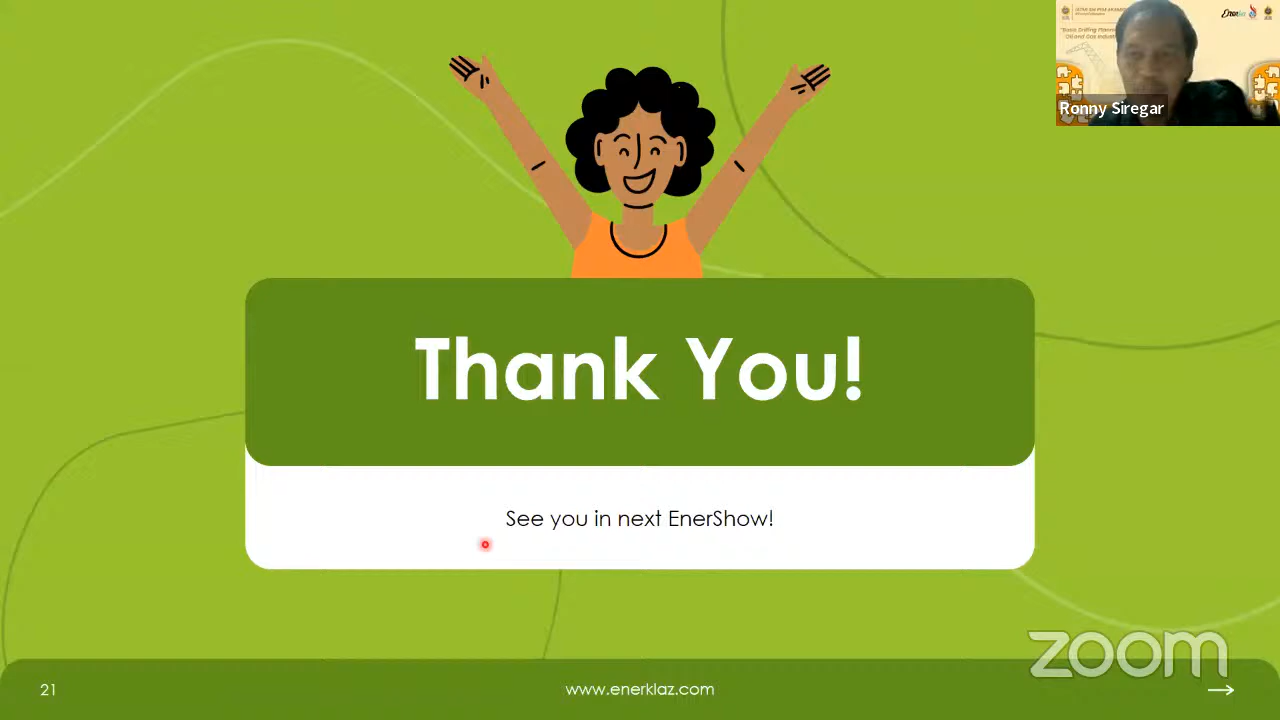 Ronny Siregar
Thank You!
See you in next EnerShow!
zoom
21
www.enerklaz.com